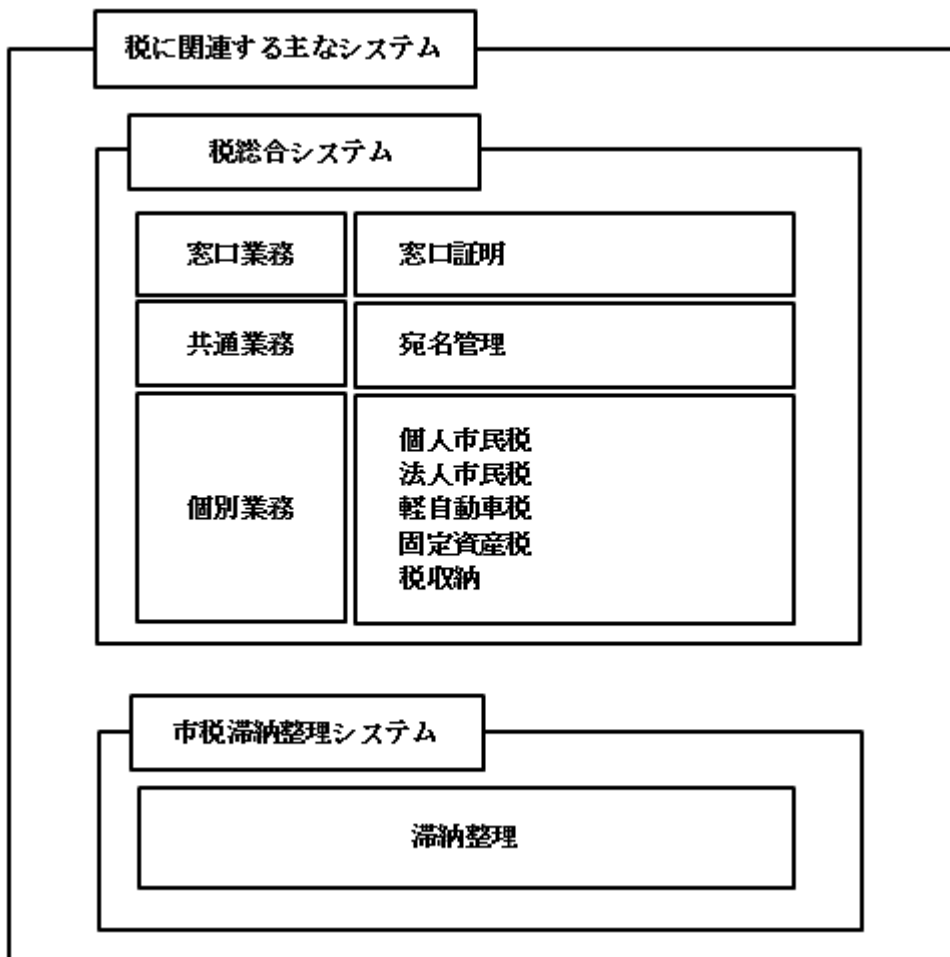 税に関連する主なシステム
税総合システム
窓口業務
窓口証明
共通業務
宛名管理
個別業務
個人市民税
法人市民税
軽自動車税
固定資産税
税収納
市税滞納整理システム
滞納整理